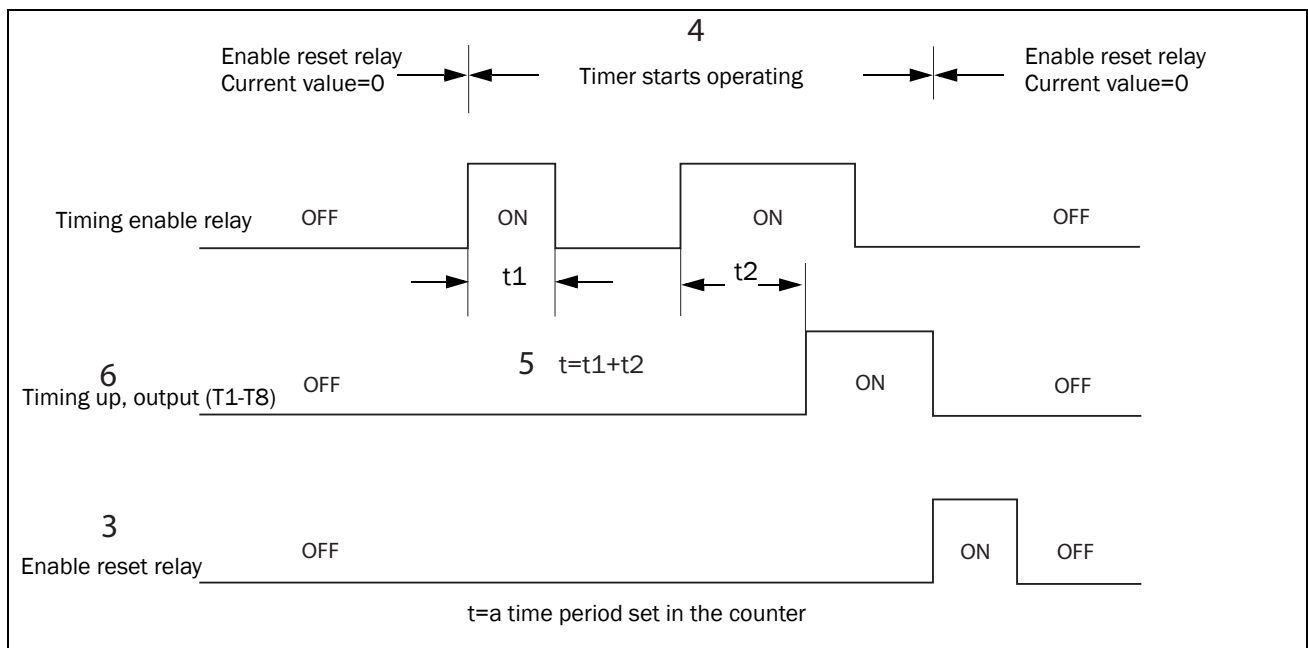 4
Enable reset relay
Current value=0
Timer starts operating
Enable reset relay
Current value=0
Timing enable relay
OFF
ON
ON
OFF
t1
t2
5 t=t1+t2
6
Timing up, output (T1-T8)
OFF
ON
OFF
3
Enable reset relay
OFF
ON
OFF
t=a time period set in the counter